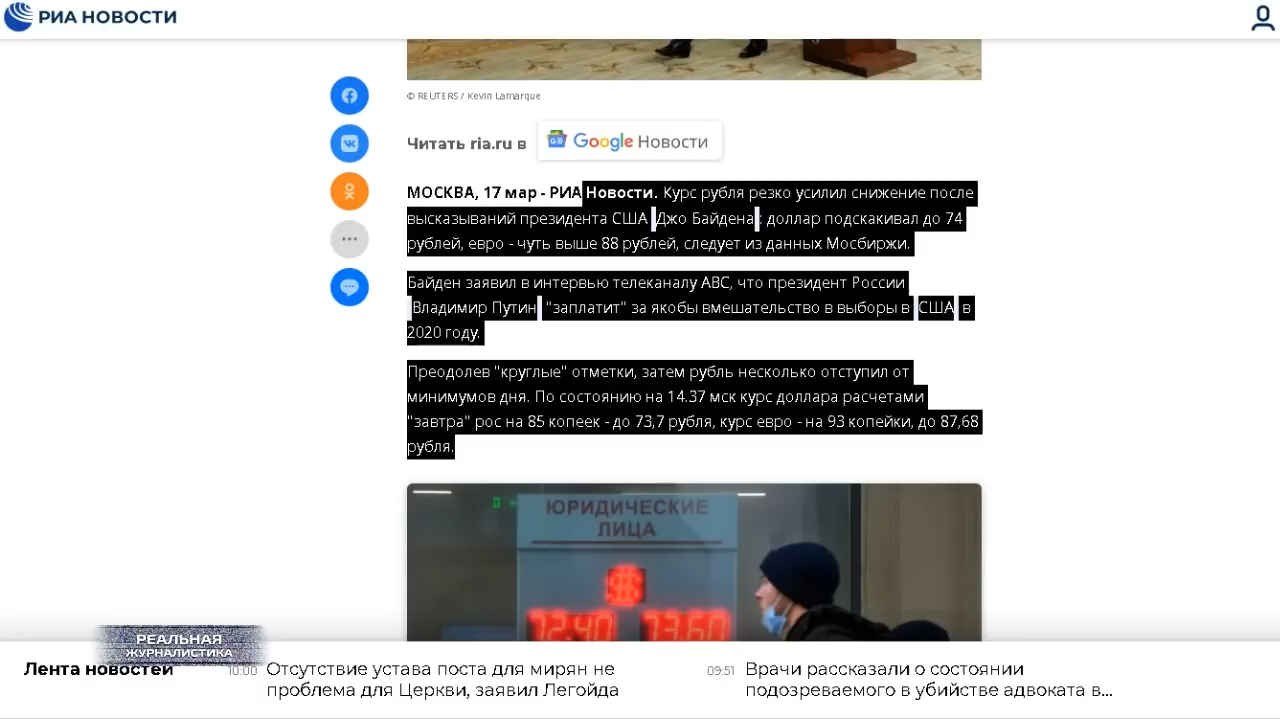 РИА НОВОСТИ
© REUTERS / Kevin Lamarque
Читать ria.ru в
Google Новости
МОСКВА, 17 мар - РИА Новости. Курс рубля резко усилил снижение после
высказываний президента США Джо Байдена : доллар подскакивал до 74
рублей, евро - чуть выше 88 рублей, следует из данных Мосбиржи.
Байден заявил в интервью телеканалу ABC, что президент России
Владимир Путин "заплатит" за якобы вмешательство в выборы в США в
2020 году.
Преодолев "круглые" отметки, затем рубль несколько отступил от
минимумов дня. По состоянию на 14.37 мск курс доллара расчетами
"завтра" рос на 85 копеек - до 73,7 рубля, курс евро - на 93 копейки, до 87,68
рубля.
ЮРИДИЧЕСКИЕ
ЛИЦА
72.40 73.60
РЕАЛЬНАЯ
ЖУРНАЛИСТИКА
Лента новостей
10:00 Отсутствие устава поста для мирян не
проблема для Церкви, заявил Легойда
09:51 Врачи рассказали о состоянии
подозреваемого в убийстве адвоката в...